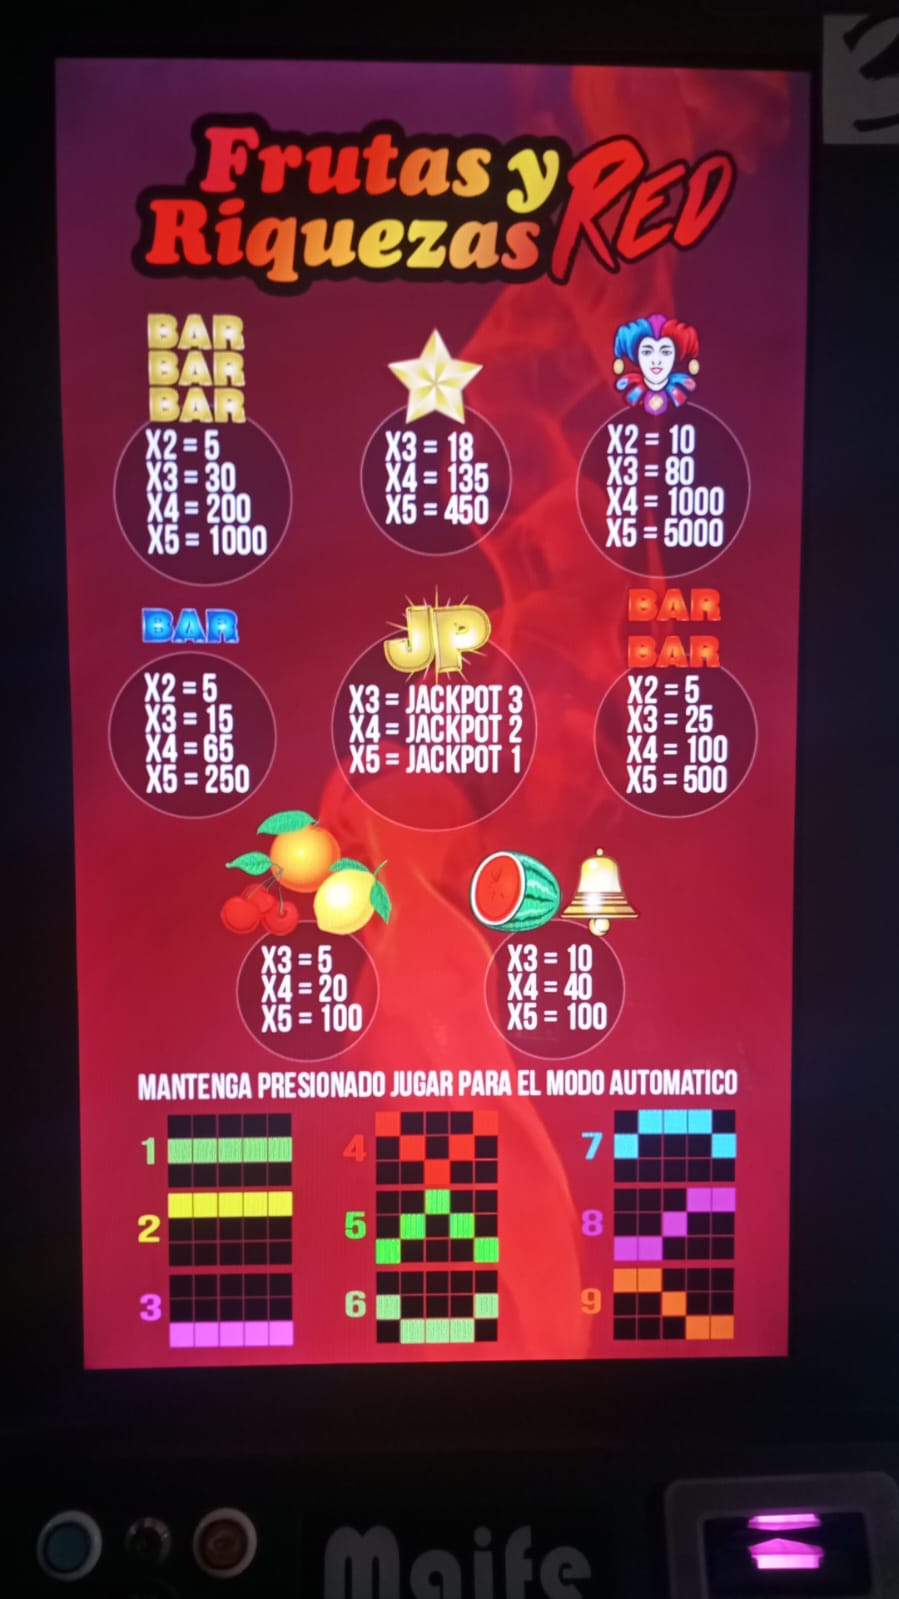 Frutas y
Riquezas RED
BAR
BAR
BAR
X2 = 5
X3 = 30
X4 = 200
X5 = 1000
X3 = 18
X4 = 135
X5 = 450
X2 = 10
X3 = 80
X4 = 1000
X5 = 5000
BAR
X2 = 5
X3 = 15
X4 = 65
X5 = 250
JP
X3 = JACKPOT 3
X4 = JACKPOT 2
X5 = JACKPOT 1
BAR
BAR
X2 = 5
X3 = 25
X4 = 100
X5 = 500
X3 = 5
X4 = 20
X5 = 100
X3 = 10
X4 = 40
X5 = 100
MANTENGA PRESIONADO JUGAR PARA EL MODO AUTOMATICO
1
2
3
4
5
6
7
8
9
Maife